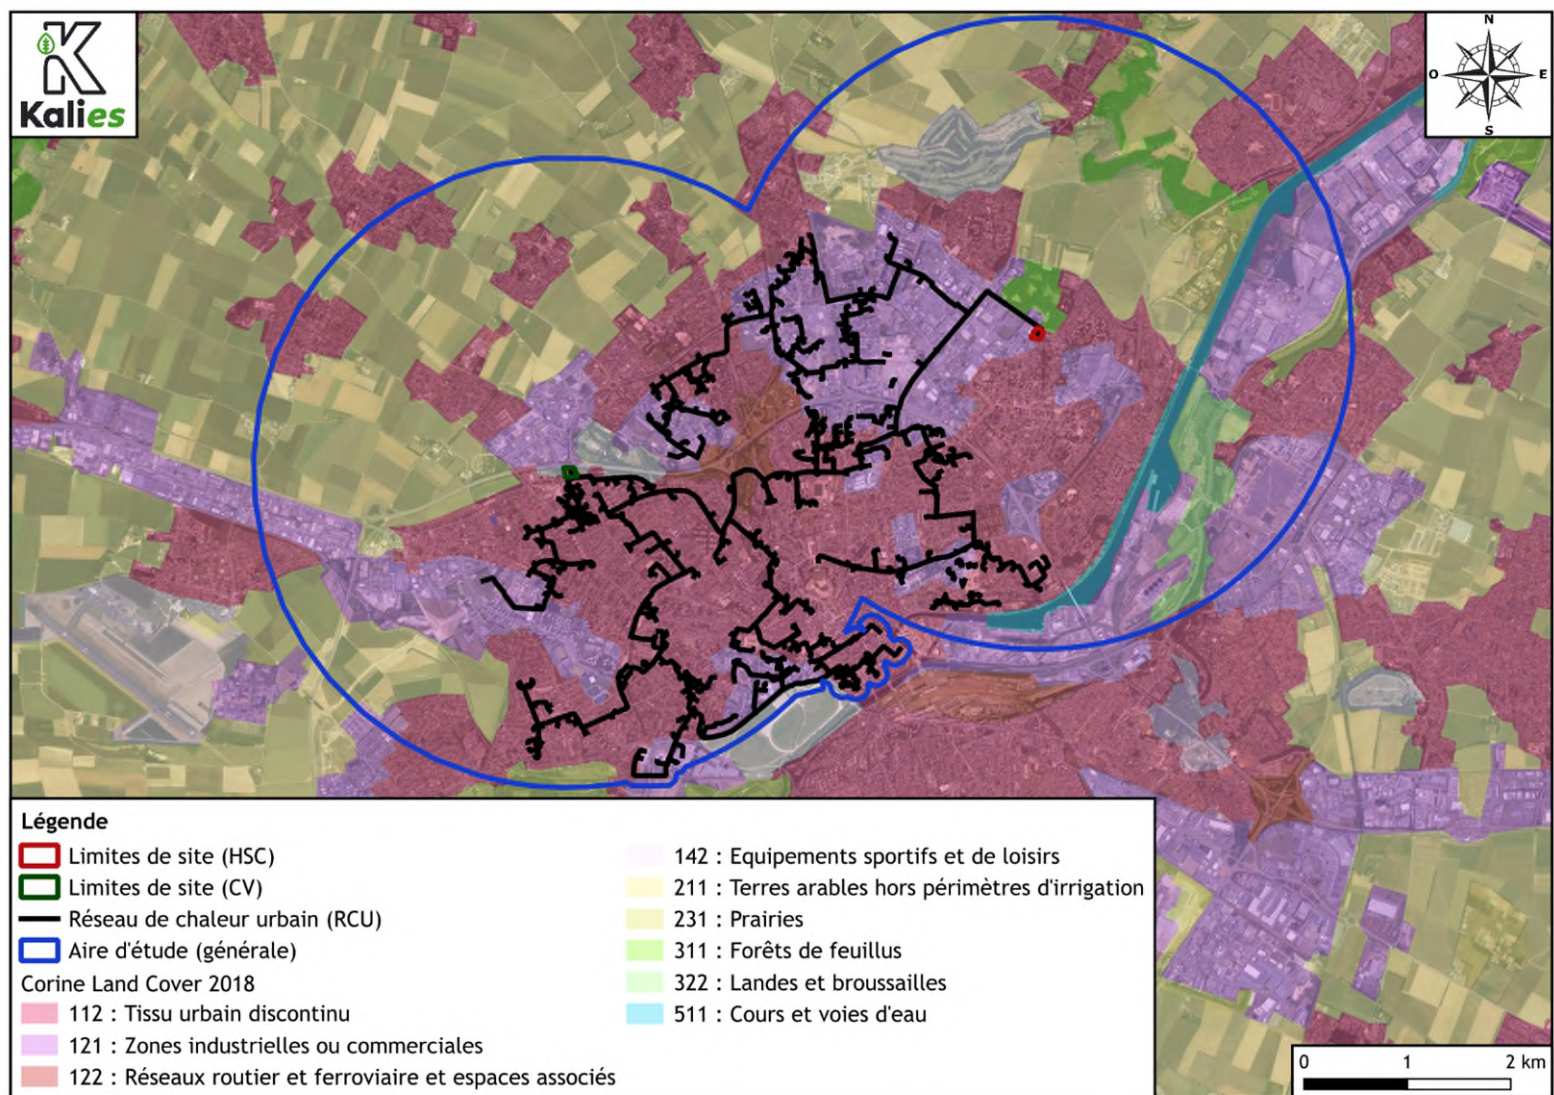 Kalies
N
O
E
S
Légende
Limites de site (HSC)
Limites de site (CV)
Réseau de chaleur urbain (RCU)
Aire d'étude (générale)
Corine Land Cover 2018
112 : Tissu urbain discontinu
121 : Zones industrielles ou commerciales
122 : Réseaux routier et ferroviaire et espaces associés
142 : Equipements sportifs et de loisirs
211 : Terres arables hors périmètres d'irrigation
231 : Prairies
311 : Forêts de feuillus
322 : Landes et broussailles
511 : Cours et voies d'eau
0 1 2 km